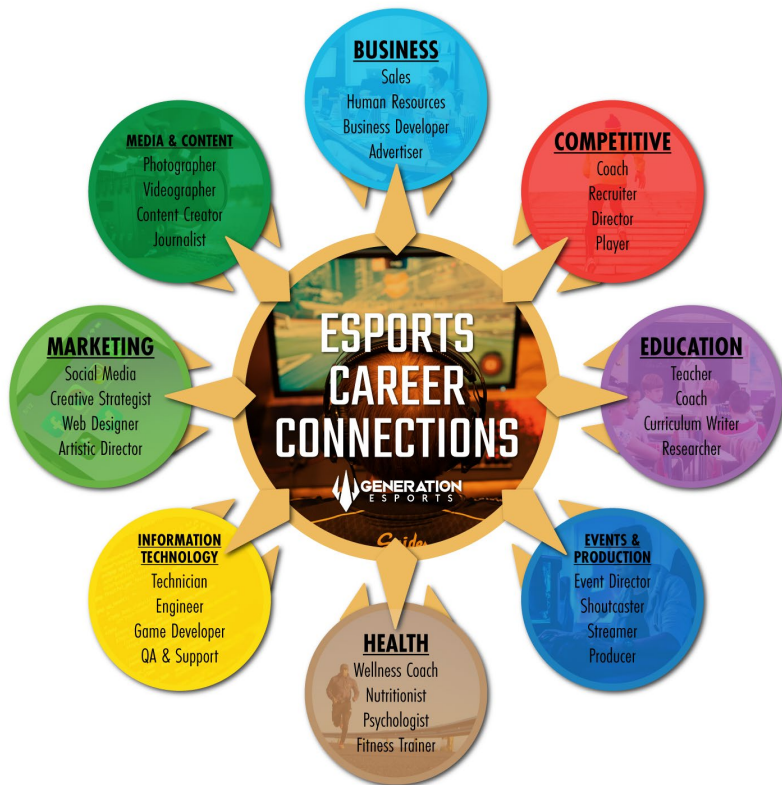 BUSINESS
Sales
Human Resources
Business Developer
Advertiser
COMPETITIVE
Coach
Recruiter
Director
Player
EDUCATION
Teacher
Coach
Curriculum Writer
Researcher
EVENTS &
PRODUCTION
Event Director
Shoutcaster
Streamer
Producer
HEALTH
Wellness Coach
Nutritionist
Psychologist
Fitness Trainer
INFORMATION
TECHNOLOGY
Technician
Engineer
Game Developer
QA & Support
MARKETING
Social Media
Creative Strategist
Web Designer
Artistic Director
MEDIA & CONTENT
Photographer
Videographer
Content Creator
Journalist
ESPORTS
CAREER
CONNECTIONS
GENERATION
ESPORTS